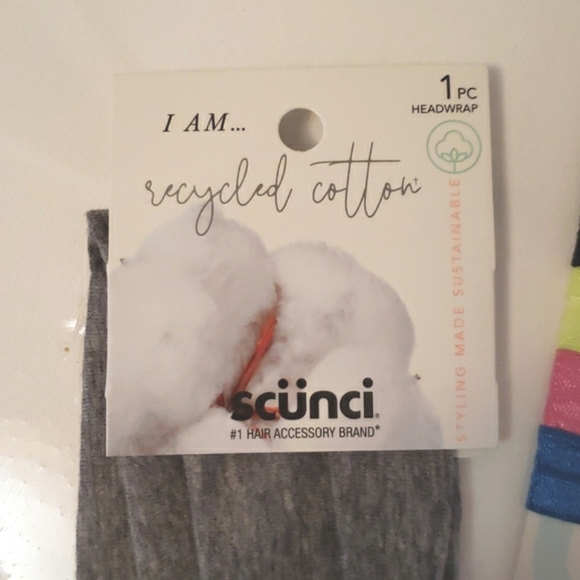 1 PC
HEADWRAP
I AM...
recycled cotton+
STYLING MADE SUSTAINABLE
scünci®
#1 HAIR ACCESSORY BRAND*